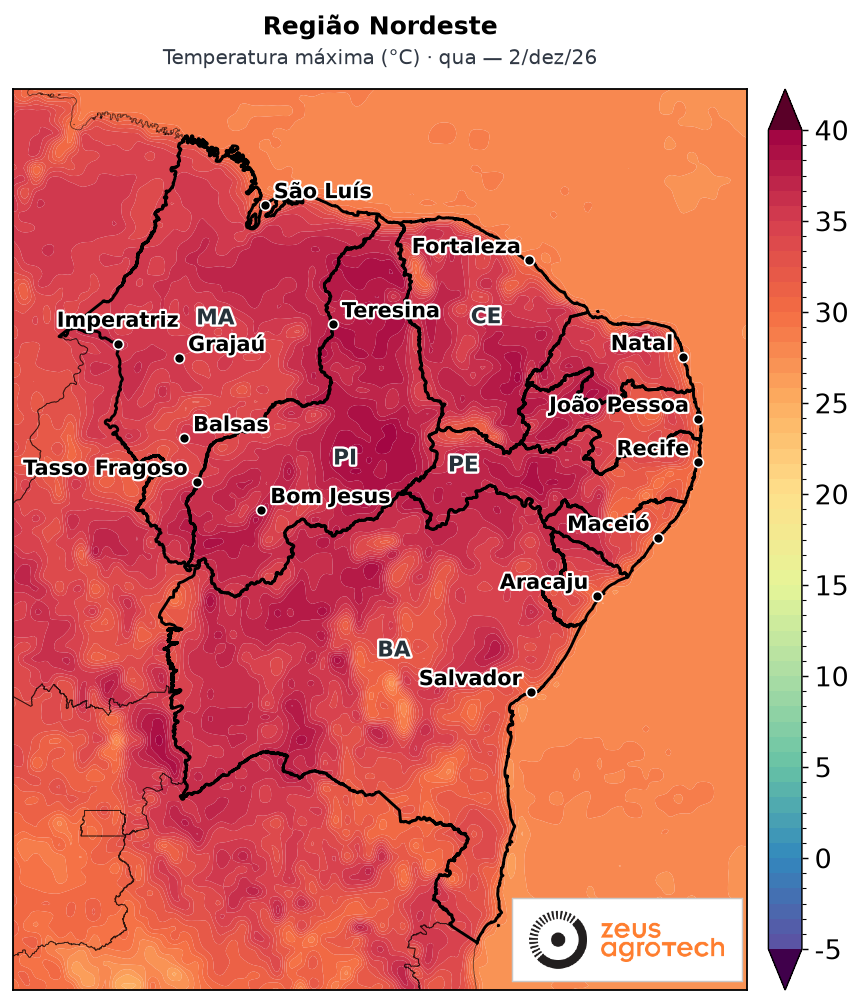 Região Nordeste
Temperatura máxima (°C) · qua — 2/dez/26
São Luís
Fortaleza
Imperatriz
MA
Teresina
CE
Grajaú
Natal
João Pessoa
Balsas
Recife
Tasso Fragoso
PI
PE
Bom Jesus
Maceió
Aracaju
BA
Salvador
40
35
30
25
20
15
10
5
0
-5
zeus
agrotech